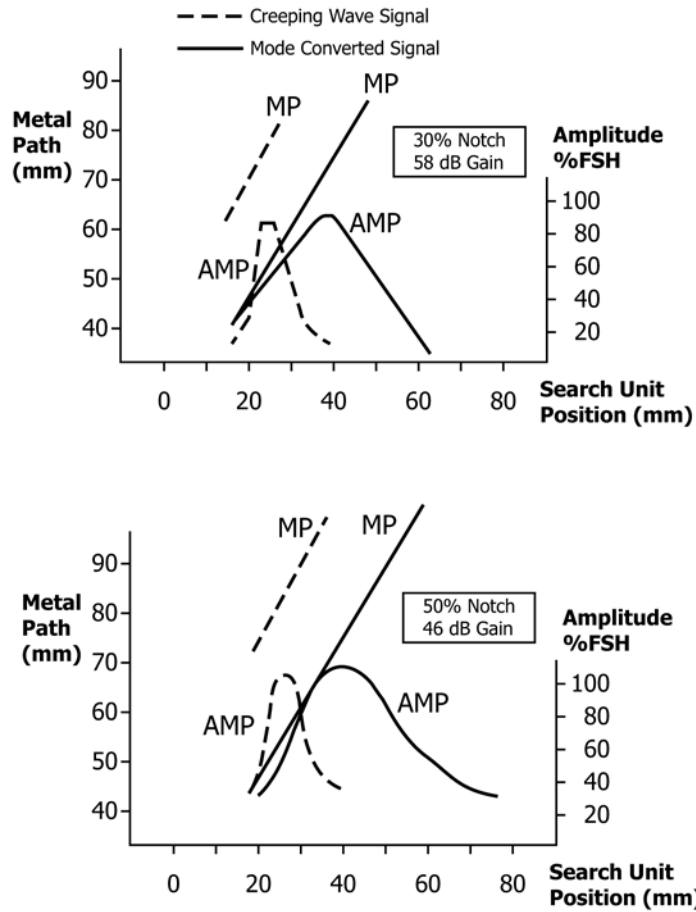 Creeping Wave Signal
Mode Converted Signal
90
80
70
60
50
40
Metal
Path
(mm)
MP
MP
AMP
AMP
30% Notch
58 dB Gain
Amplitude
%FSH
100
80
60
40
20
0 20 40 60 80
Search Unit
Position (mm)
90
80
70
60
50
40
Metal
Path
(mm)
MP
MP
AMP
AMP
50% Notch
46 dB Gain
Amplitude
%FSH
100
80
60
40
20
0 20 40 60 80
Search Unit
Position (mm)